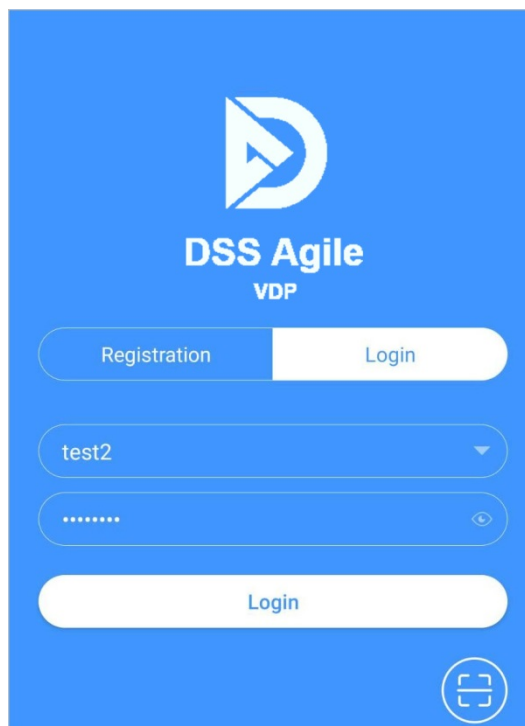 DSS Agile
VDP
Registration Login
test2
••••••••
Login